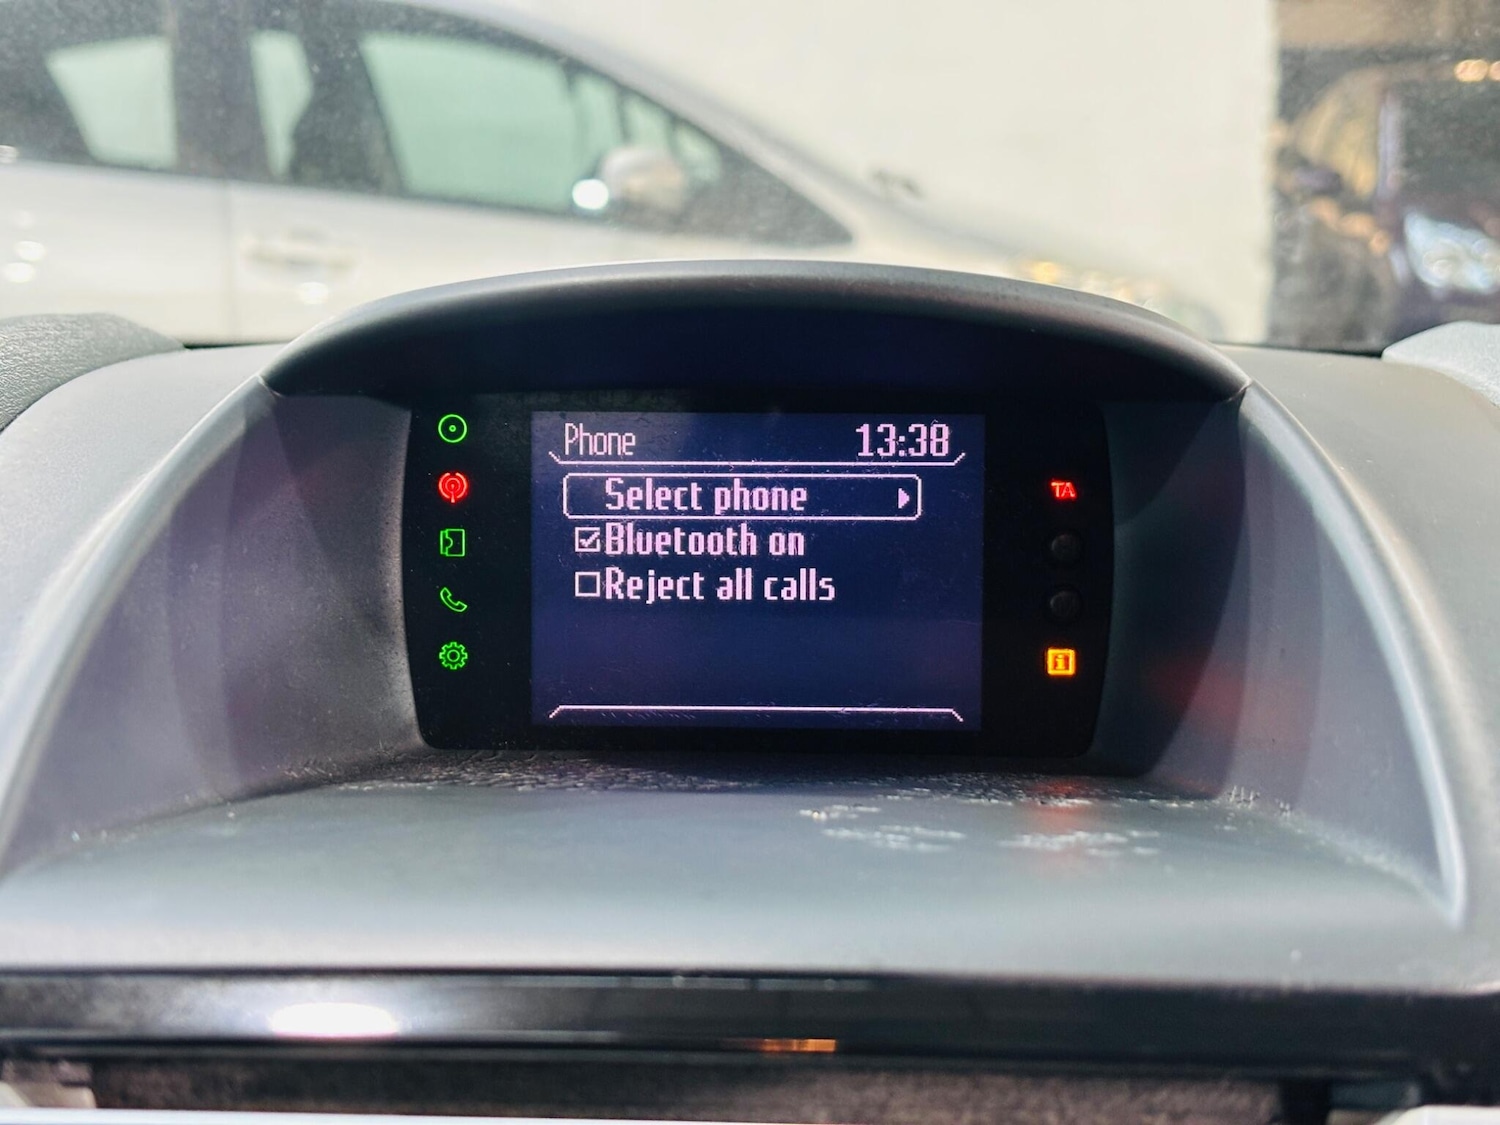 Phone 13:38
Select phone
Bluetooth on
Reject all calls
TA
i